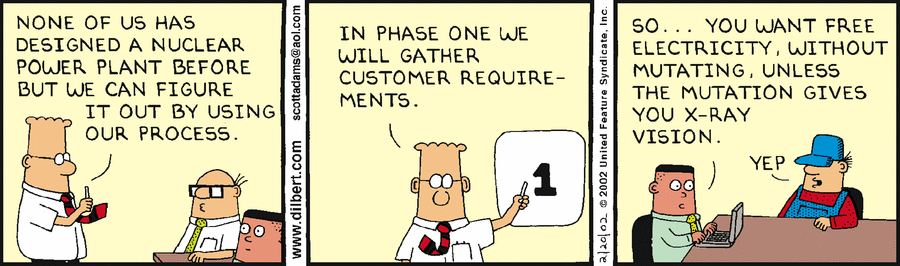 NONE OF US HAS
DESIGNED A NUCLEAR
POWER PLANT BEFORE
BUT WE CAN FIGURE
IT OUT BY USING
OUR PROCESS.
www.dilbert.com
scottadams@aol.com
IN PHASE ONE WE
WILL GATHER
CUSTOMER REQUIRE-
MENTS.
1
2/20/02 © 2002 United Feature Syndicate, Inc.
SO... YOU WANT FREE
ELECTRICITY, WITHOUT
MUTATING, UNLESS
THE MUTATION GIVES
YOU X-RAY
VISION.
YEP